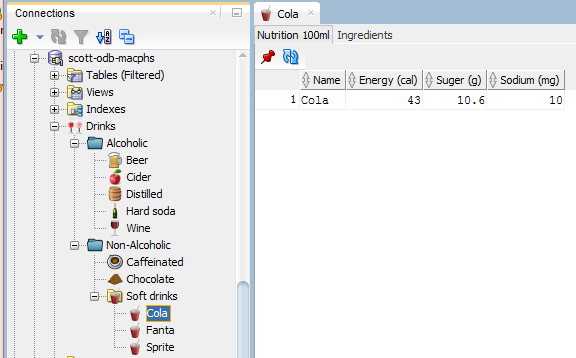 Connections
scott-odb-macphs
Tables (Filtered)
Views
Indexes
Drinks
Alcoholic
Beer
Cider
Distilled
Hard soda
Wine
Non-Alcoholic
Caffeinated
Chocolate
Soft drinks
Cola
Fanta
Sprite
Cola
Nutrition 100ml Ingredients
Name Energy (cal) Suger (g) Sodium (mg)
1 Cola 43 10.6 10